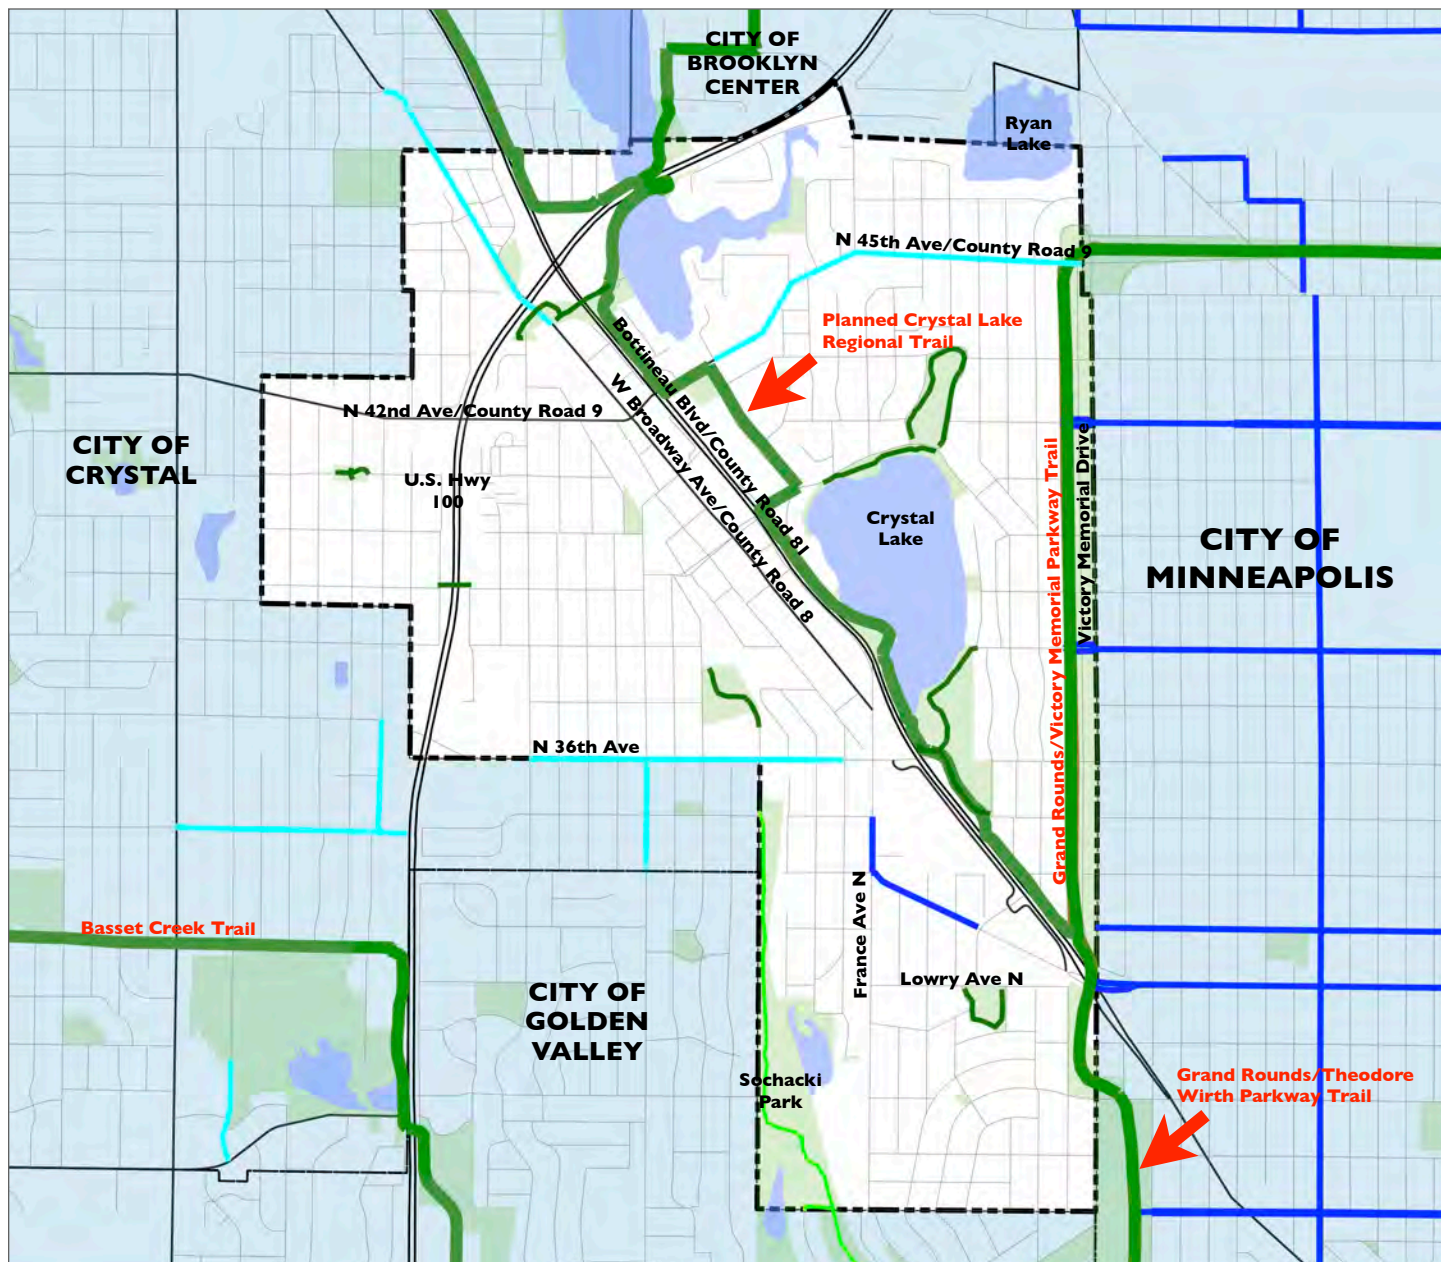 CITY OF
BROOKLYN
CENTER
Ryan
Lake
N 45th Ave/County Road 9
Planned Crystal Lake
Regional Trail
Bottineau Blvd/County Road 81
W Broadway Ave/County Road 8
N 42nd Ave/County Road 9
CITY OF
CRYSTAL
U.S. Hwy
100
Crystal
Lake
Grand Rounds/Victory Memorial Parkway Trail
Victory Memorial Drive
CITY OF
MINNEAPOLIS
N 36th Ave
France Ave N
Basset Creek Trail
Lowry Ave N
CITY OF
GOLDEN
VALLEY
Sochacki
Park
Grand Rounds/Theodore
Wirth Parkway Trail